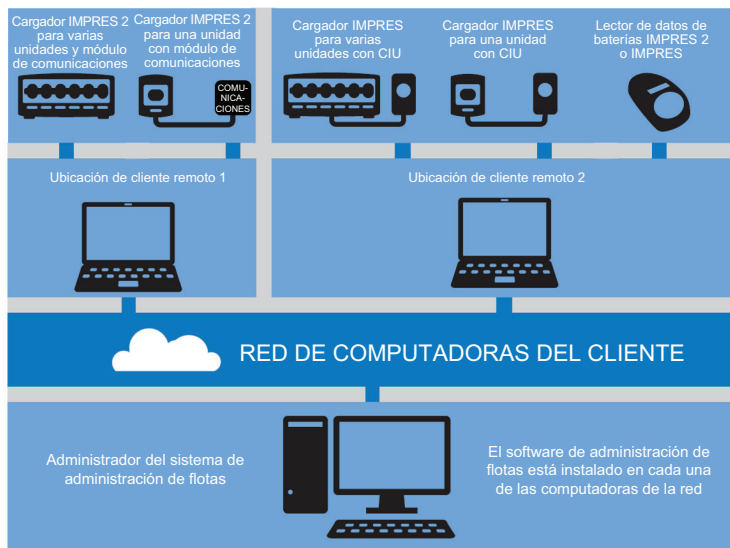 Cargador IMPRES 2
para varias
unidades y módulo
de comunicaciones
Cargador IMPRES 2
para una unidad
con módulo de
comunicaciones
COMU-
NICA-
CIONES
Cargador IMPRES
para varias
unidades con CIU
Cargador IMPRES
para una unidad
con CIU
Lector de datos de
baterías IMPRES 2
o IMPRES
Ubicación de cliente remoto 1
Ubicación de cliente remoto 2
RED DE COMPUTADORAS DEL CLIENTE
Administrador del sistema de
administración de flotas
El software de administración de
flotas está instalado en cada una
de las computadoras de la red